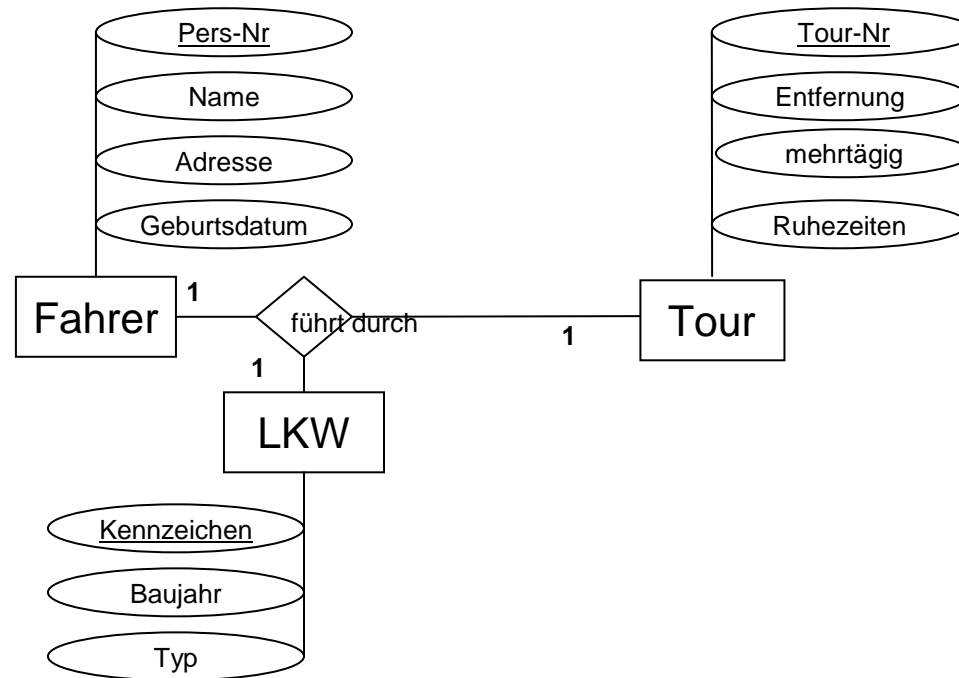 Pers-Nr
Name
Adresse
Geburtsdatum
Tour-Nr
Entfernung
mehrtägig
Ruhezeiten
Fahrer
1
führt durch
1
Tour
1
LKW
Kennzeichen
Baujahr
Typ